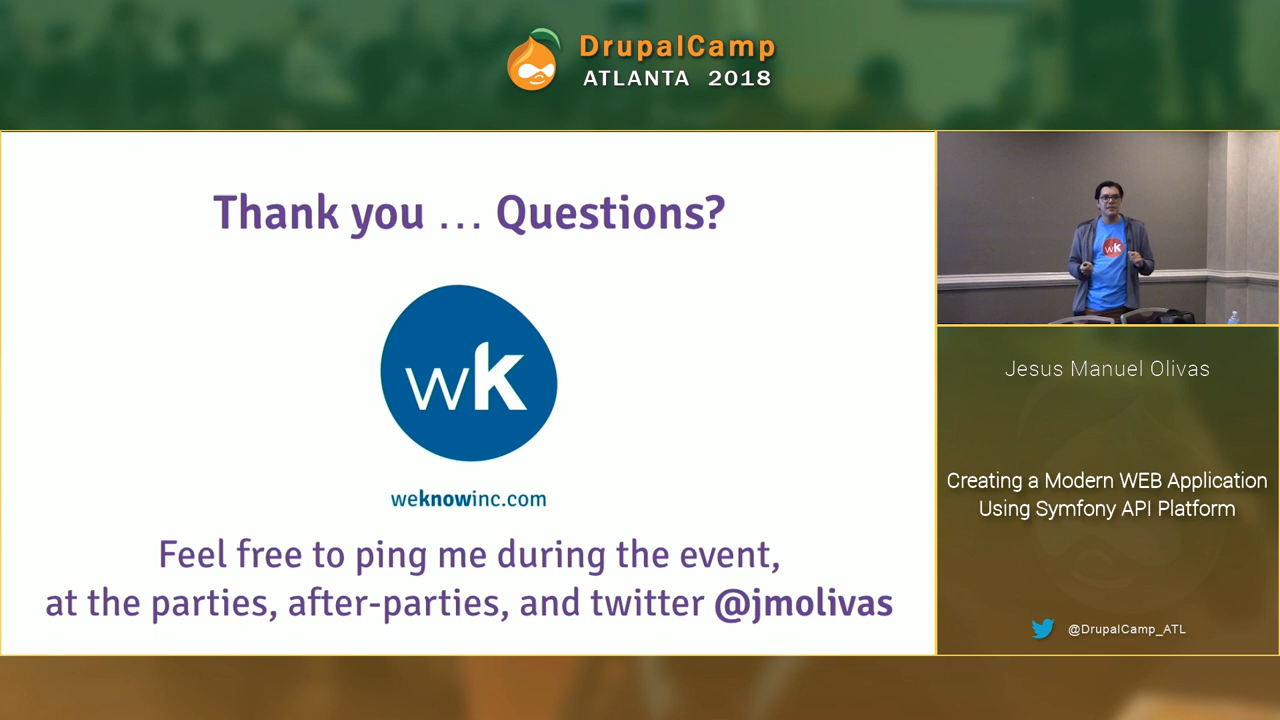 DrupalCamp
ATLANTA 2018
Thank you ... Questions?
wk
weknowinc.com
Feel free to ping me during the event,
at the parties, after-parties, and twitter @jmolivas
wk
Jesus Manuel Olivas
Creating a Modern WEB Application
Using Symfony API Platform
@DrupalCamp_ATL